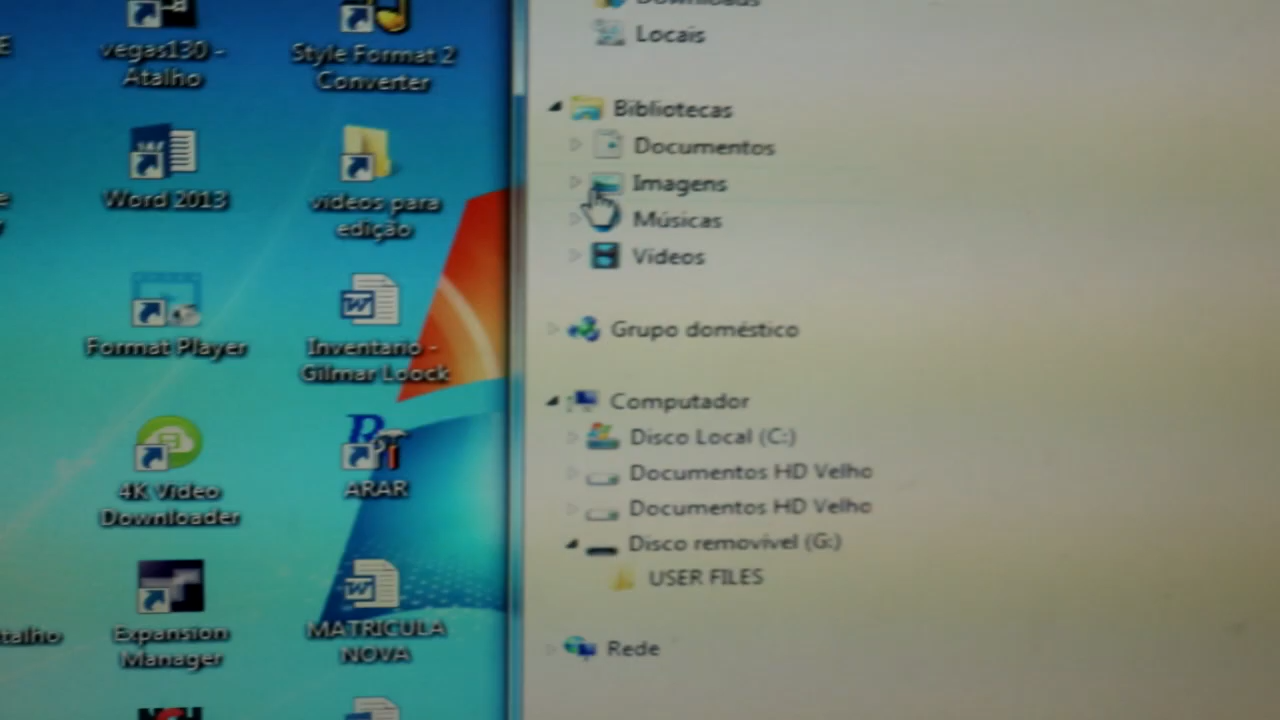 vegas130 -
Atalho
Style Format 2
Converter
Word 2013
videos para
edição
Format Player
Inventario -
Gilmar Loock
4K Video
Downloader
ARAR
Expansion
Manager
MATRICULA
NOVA
talho
Downloads
Locais
Bibliotecas
Documentos
Imagens
Músicas
Vídeos
Grupo doméstico
Computador
Disco Local (C:)
Documentos HD Velho
Documentos HD Velho
Disco removível (G:)
USER FILES
Rede